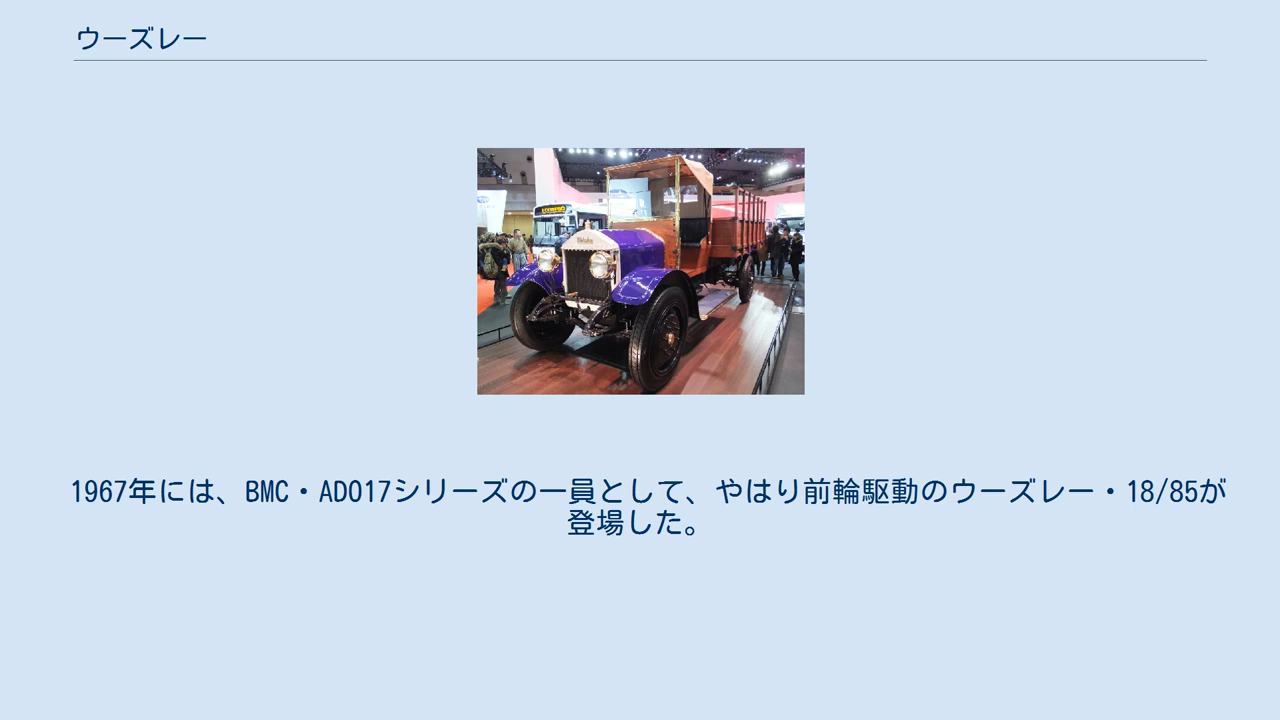 ウーズレー
1967年には、BMC・ADO17シリーズの一員として、やはり前輪駆動のウーズレー・18/85が
登場した。